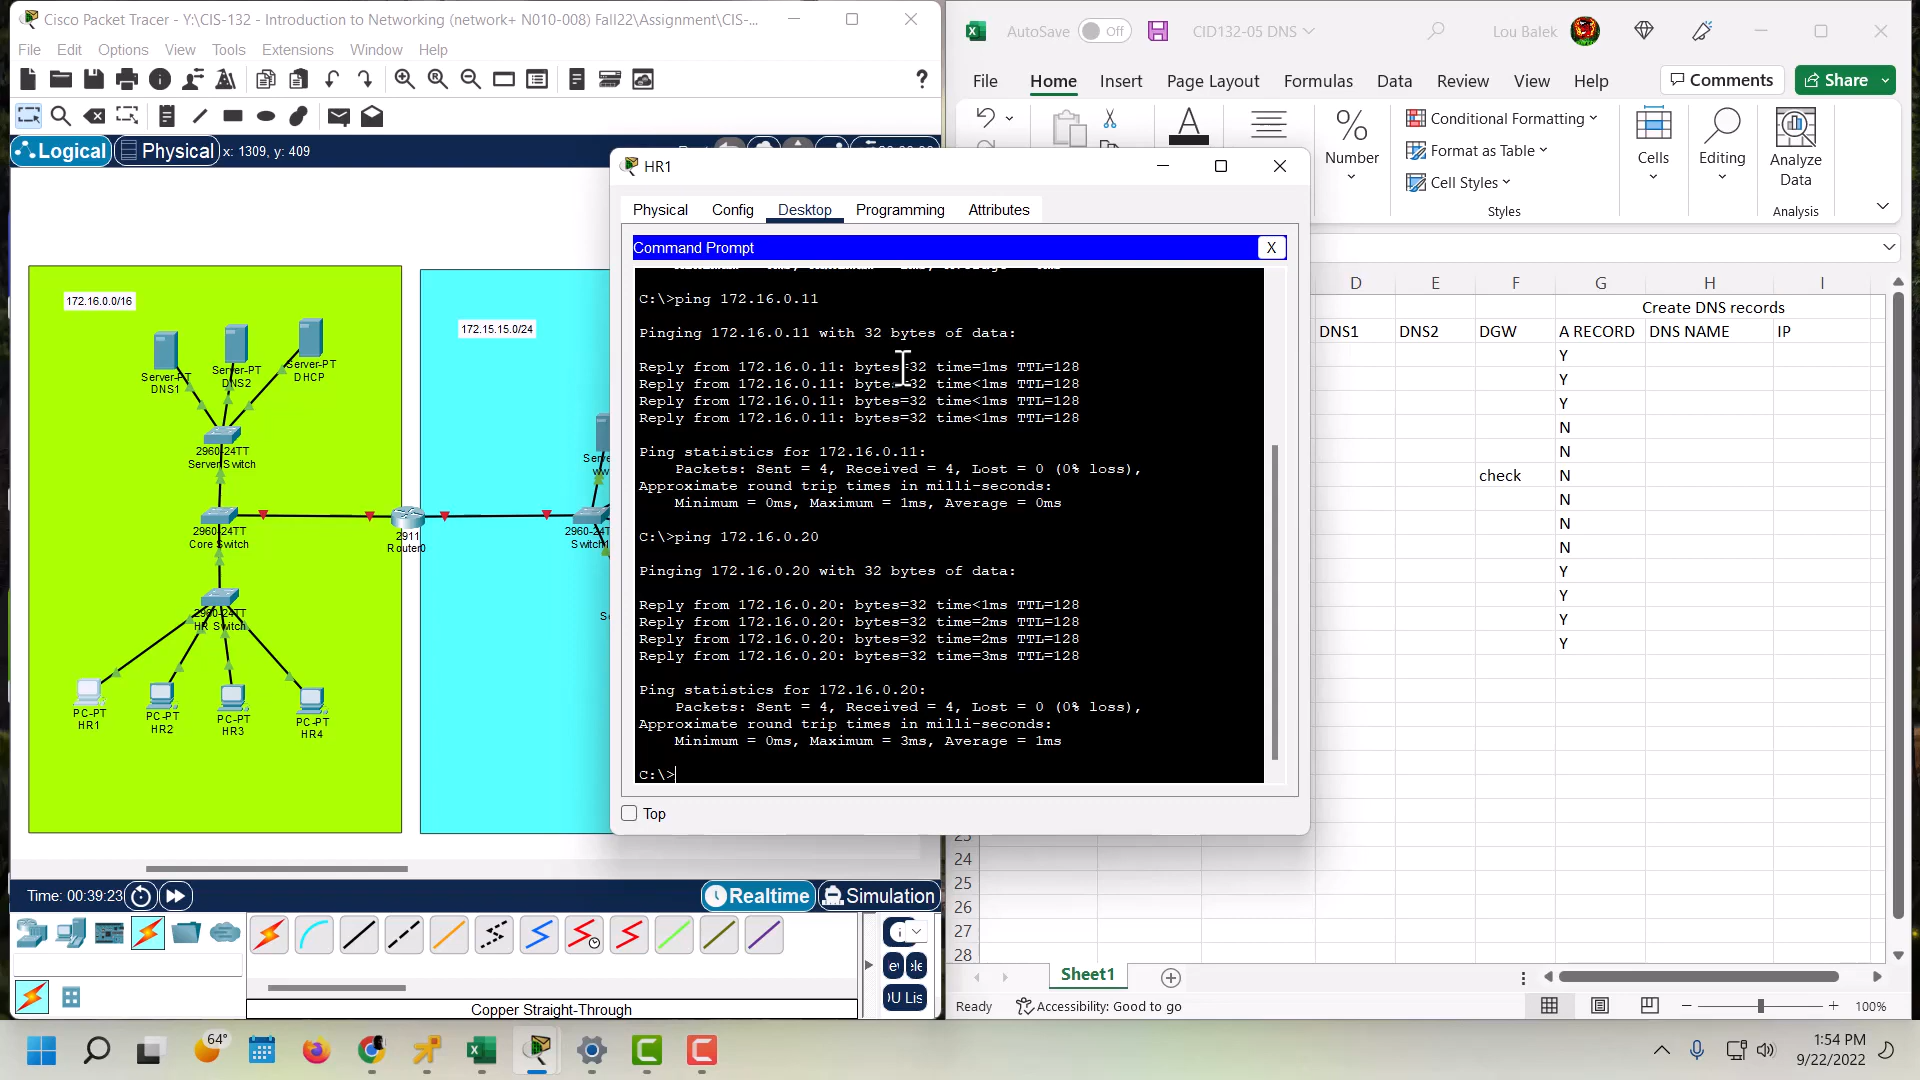 Cisco Packet Tracer - Y:\CIS-132 - Introduction to Networking (network+ N010-008) Fall22\Assignment\CIS-...
File Edit Options View Tools Extensions Window Help
Logical Physical x: 1309, y: 409
172.16.0.0/16
Server-PT
DNS1
Server-PT
DNS2
Server-PT
DHCP
2960-24TT
Server Switch
2960-24TT
Core Switch
2911
Router0
2960-24TT
HR Switch
PC-PT
HR1
PC-PT
HR2
PC-PT
HR3
PC-PT
HR4
172.15.15.0/24
2960-24TT
Time: 00:39:23
Realtime Simulation
Copper Straight-Through
HR1
Physical Config Desktop Programming Attributes
Command Prompt X
C:\>ping 172.16.0.11
Pinging 172.16.0.11 with 32 bytes of data:
Reply from 172.16.0.11: bytes=32 time=1ms TTL=128
Reply from 172.16.0.11: bytes=32 time<1ms TTL=128
Reply from 172.16.0.11: bytes=32 time<1ms TTL=128
Reply from 172.16.0.11: bytes=32 time<1ms TTL=128
Ping statistics for 172.16.0.11:
Packets: Sent = 4, Received = 4, Lost = 0 (0% loss),
Approximate round trip times in milli-seconds:
Minimum = 0ms, Maximum = 1ms, Average = 0ms
C:\>ping 172.16.0.20
Pinging 172.16.0.20 with 32 bytes of data:
Reply from 172.16.0.20: bytes=32 time<1ms TTL=128
Reply from 172.16.0.20: bytes=32 time=2ms TTL=128
Reply from 172.16.0.20: bytes=32 time=2ms TTL=128
Reply from 172.16.0.20: bytes=32 time=3ms TTL=128
Ping statistics for 172.16.0.20:
Packets: Sent = 4, Received = 4, Lost = 0 (0% loss),
Approximate round trip times in milli-seconds:
Minimum = 0ms, Maximum = 3ms, Average = 1ms
C:\>
Top
AutoSave Off CID132-05 DNS Lou Balek
File Home Insert Page Layout Formulas Data Review View Help Comments Share
Number
Conditional Formatting
Format as Table
Cell Styles
Styles
Cells
Editing
Analyze
Data
Analysis
D E F G H I
Create DNS records
DNS1 DNS2 DGW A RECORD DNS NAME IP
Y
Y
Y
N
N
check N
N
N
N
Y
Y
Y
Y
24
25
26
27
28
Sheet1
Ready Accessibility: Good to go 100%
64°
1:54 PM
9/22/2022